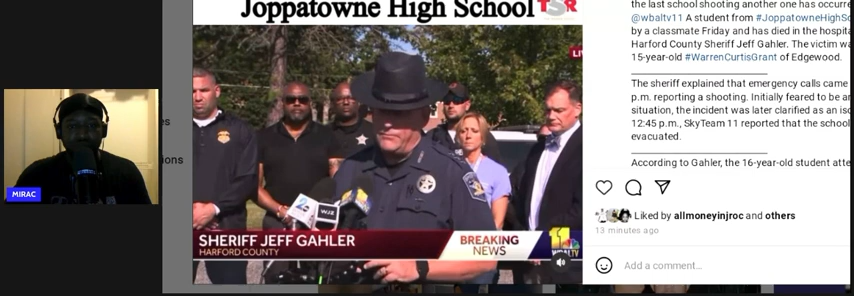 Joppatowne High School
TSR
the last school shooting another one has occurre
@wbaltv11 A student from #JoppatowneHighSc
by a classmate Friday and has died in the hospita
Harford County Sheriff Jeff Gahler. The victim wa
15-year-old #WarrenCurtisGrant of Edgewood.
The sheriff explained that emergency calls came
p.m. reporting a shooting. Initially feared to be an
situation, the incident was later clarified as an iso
12:45 p.m., SkyTeam 11 reported that the school
evacuated.
According to Gahler, the 16-year-old student atte
LIV
es
ions
MIRAC
WJZ
SHERIFF JEFF GAHLER
HARFORD COUNTY
BREAKING
NEWS
11
WBALTV
Liked by allmoneyinjroc and others
13 minutes ago
Add a comment...